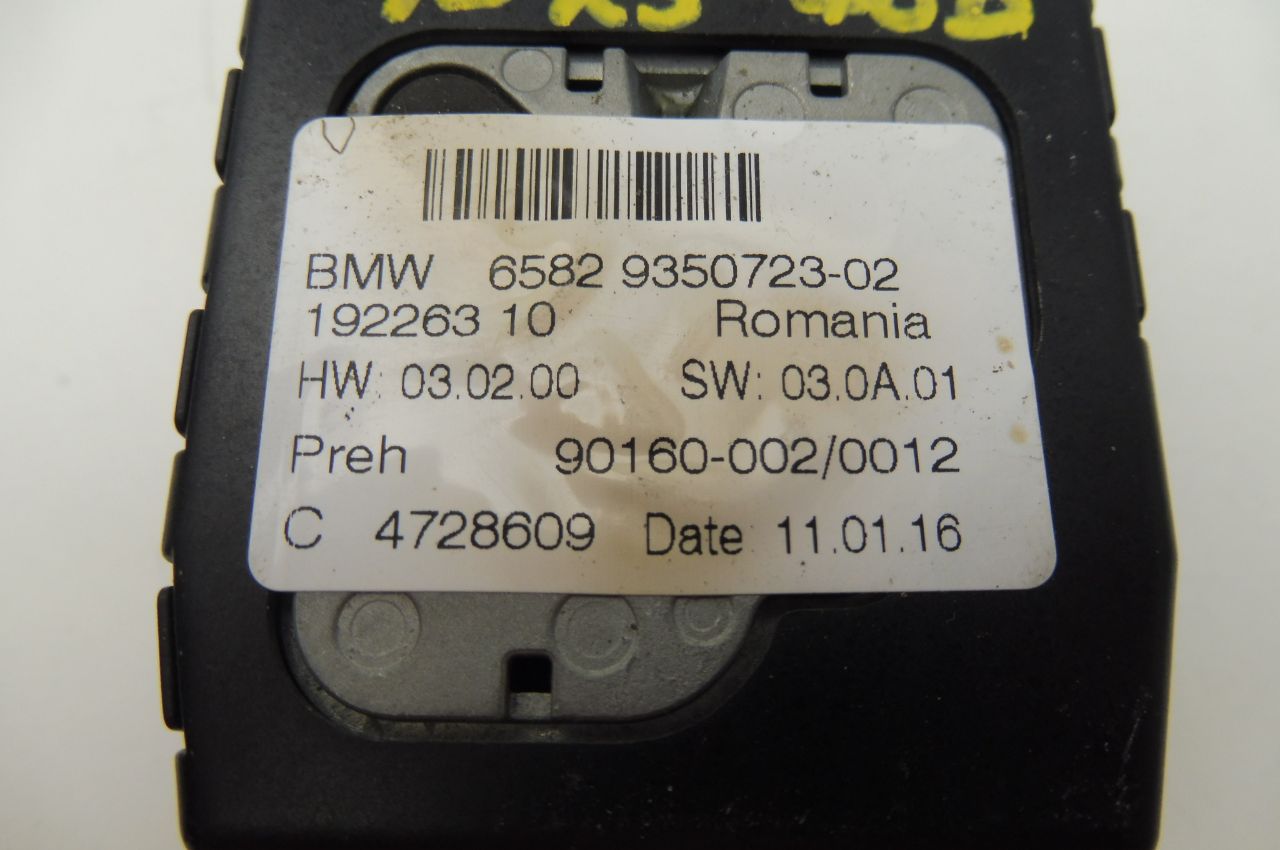 BMW 6582 9350723-02
192263 10 Romania
HW: 03.02.00 SW: 03.0A.01
Preh 90160-002/0012
C 4728609 Date 11.01.16